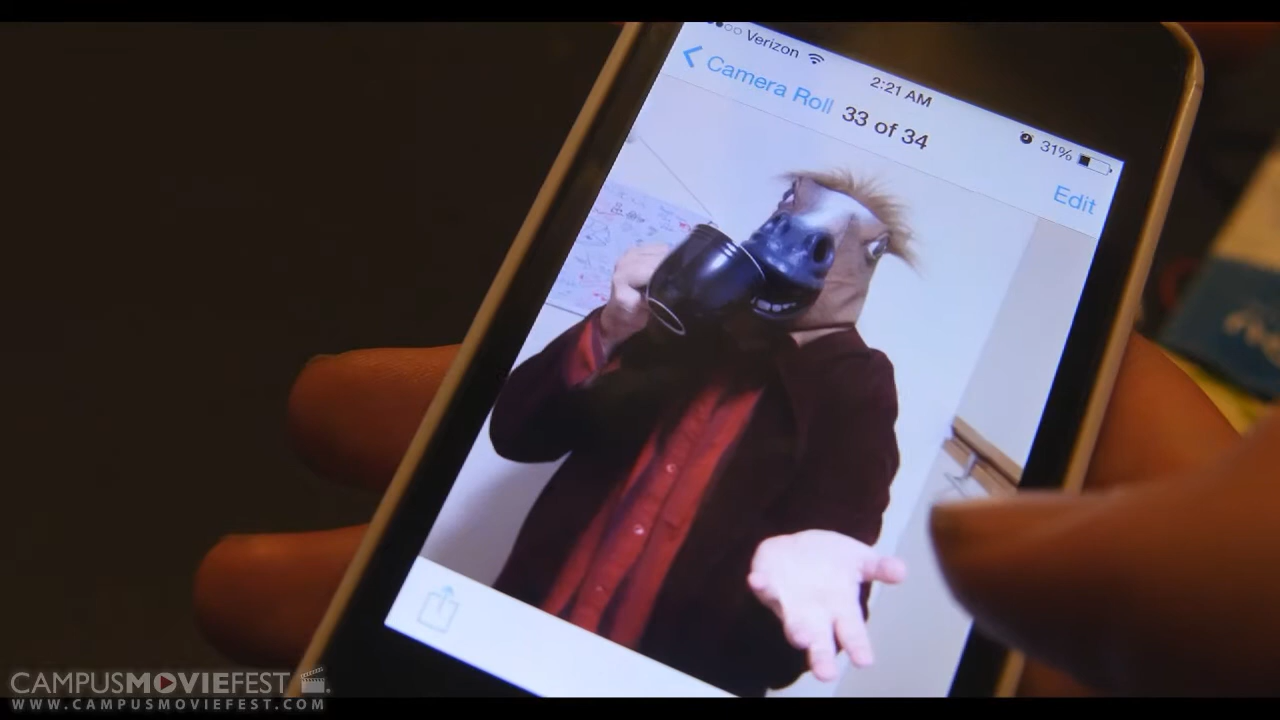 Verizon
2:21 AM
31%
Camera Roll
33 of 34
Edit
CAMPUSMOVIEFEST
WWW.CAMPUSMOVIEFEST.COM